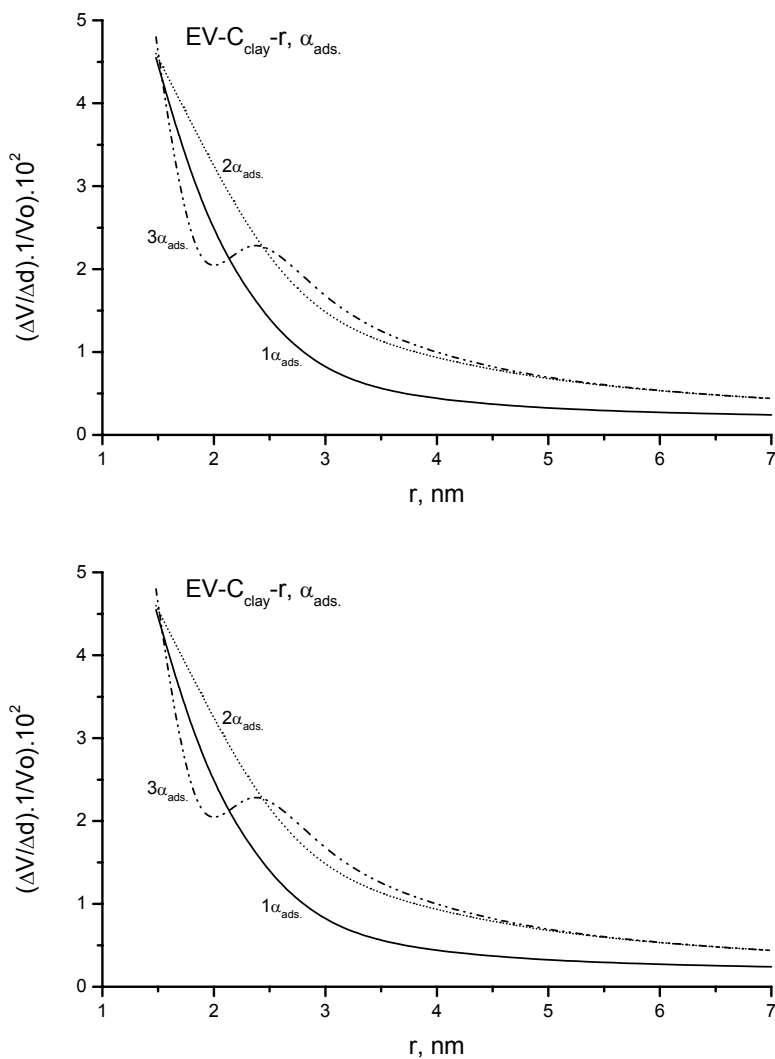 EV-C_clay-r, α_ads.
5
4
3
2
1
0
(ΔV/Δd).1/Vo).10²
2α_ads.
3α_ads.
1α_ads.
1 2 3 4 5 6 7
r, nm
EV-C_clay-r, α_ads.
5
4
3
2
1
0
(ΔV/Δd).1/Vo).10²
2α_ads.
3α_ads.
1α_ads.
1 2 3 4 5 6 7
r, nm